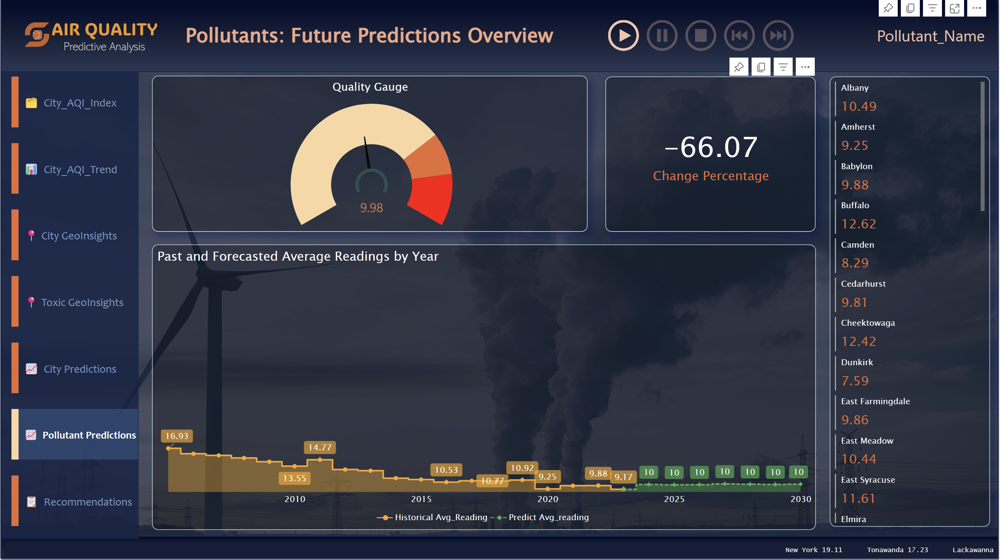 AIR QUALITY
Predictive Analysis
Pollutants: Future Predictions Overview
Pollutant_Name
City_AQI_Index
City_AQI_Trend
City GeoInsights
Toxic GeoInsights
City Predictions
Pollutant Predictions
Recommendations
Quality Gauge
9.98
-66.07
Change Percentage
Past and Forecasted Average Readings by Year
16.93
13.55
14.77
10.53
10.77
10.92
9.25
9.88
9.17
10
10
10
10
10
10
10
2010
2015
2020
2025
2030
Historical Avg_Reading
Predict Avg_reading
Albany
10.49
Amherst
9.25
Babylon
9.88
Buffalo
12.62
Camden
8.29
Cedarhurst
9.81
Cheektowaga
12.42
Dunkirk
7.59
East Farmingdale
9.86
East Meadow
10.44
East Syracuse
11.61
Elmira
New York 19.11
Tonawanda 17.23
Lackawanna